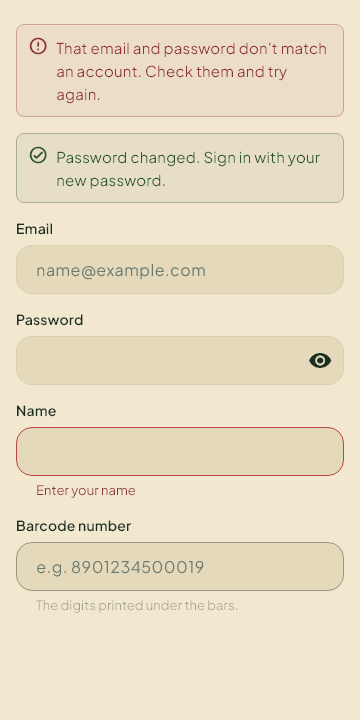 That email and password don't match
an account. Check them and try
again.
Password changed. Sign in with your
new password.
Email
name@example.com
Password
Name
Enter your name
Barcode number
e.g. 8901234500019
The digits printed under the bars.